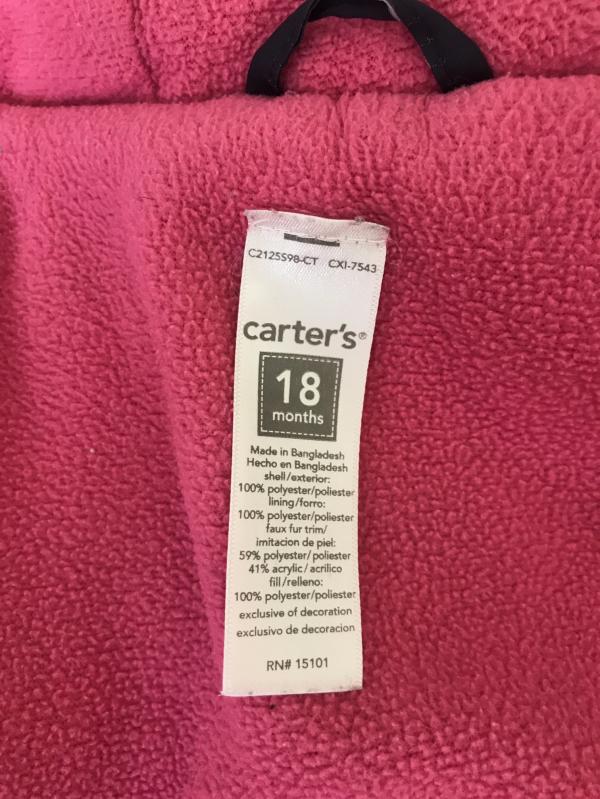 C2125S98-CT CXI-7543
carter's®
18
months
Made in Bangladesh
Hecho en Bangladesh
shell/exterior:
100% polyester/poliester
lining/forro:
100% polyester/poliester
faux fur trim/
imitacion de piel:
59% polyester/ poliester
41% acrylic/ acrilico
fill/relleno:
100% polyester/poliester
exclusive of decoration
exclusivo de decoracion
RN# 15101